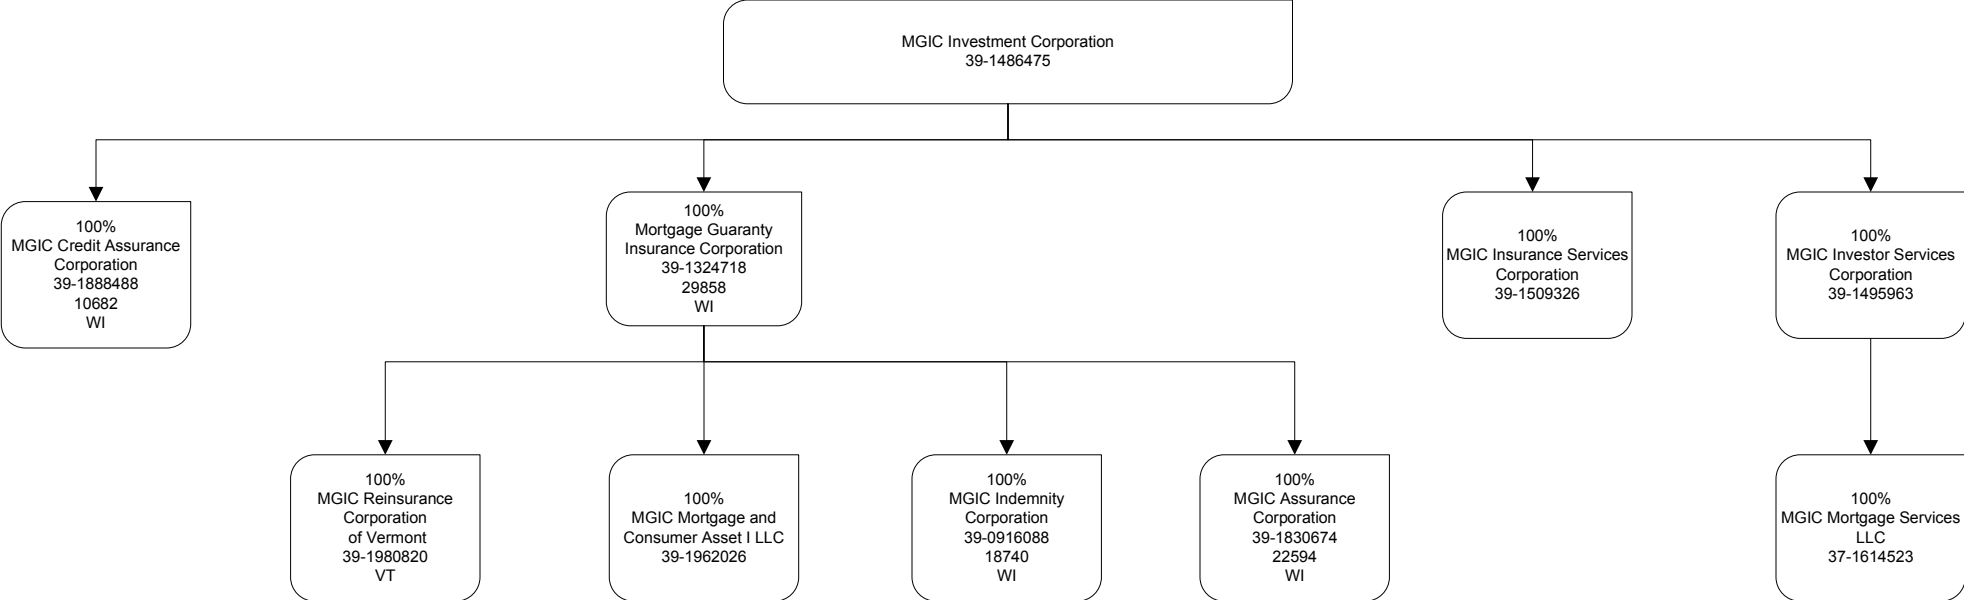 MGIC Investment Corporation
39-1486475
100%
MGIC Credit Assurance
Corporation
39-1888488
10682
WI
100%
Mortgage Guaranty
Insurance Corporation
39-1324718
29858
WI
100%
MGIC Insurance Services
Corporation
39-1509326
100%
MGIC Investor Services
Corporation
39-1495963
100%
MGIC Reinsurance
Corporation
of Vermont
39-1980820
VT
100%
MGIC Mortgage and
Consumer Asset I LLC
39-1962026
100%
MGIC Indemnity
Corporation
39-0916088
18740
WI
100%
MGIC Assurance
Corporation
39-1830674
22594
WI
100%
MGIC Mortgage Services
LLC
37-1614523